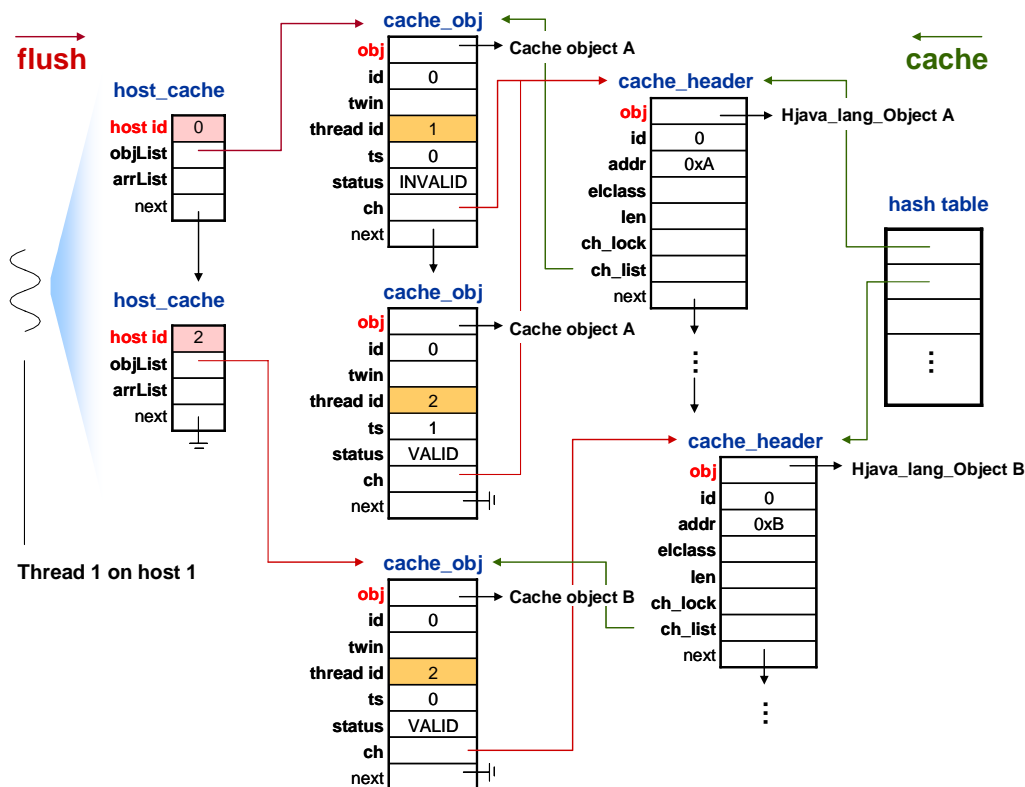 flush
cache
host_cache
host id 0
objList
arrList
next
host_cache
host id 2
objList
arrList
next
Thread 1 on host 1
cache_obj
obj Cache object A
id 0
twin
thread id 1
ts 0
status INVALID
ch
next
cache_obj
obj Cache object A
id 0
twin
thread id 2
ts 1
status VALID
ch
next
cache_obj
obj Cache object B
id 0
twin
thread id 2
ts 0
status VALID
ch
next
cache_header
obj Hjava_lang_Object A
id 0
addr 0xA
elclass
len
ch_lock
ch_list
next
...
cache_header
obj Hjava_lang_Object B
id 0
addr 0xB
elclass
len
ch_lock
ch_list
next
...
hash table
...